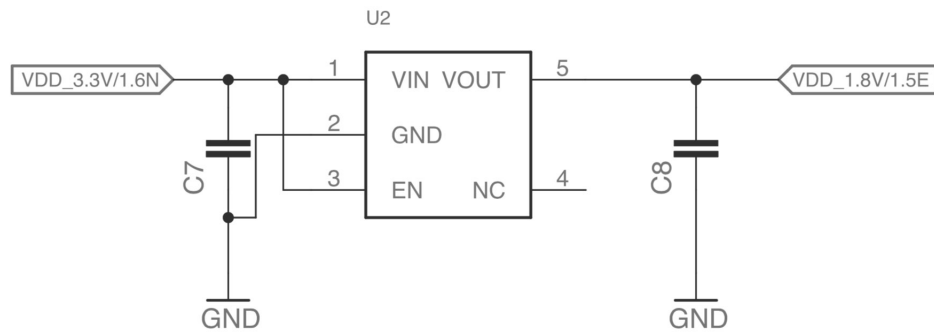 U2
VDD_3.3V/1.6N
1
VIN VOUT
5
VDD_1.8V/1.5E
2
GND
C7
3
EN NC
4
C8
GND
GND